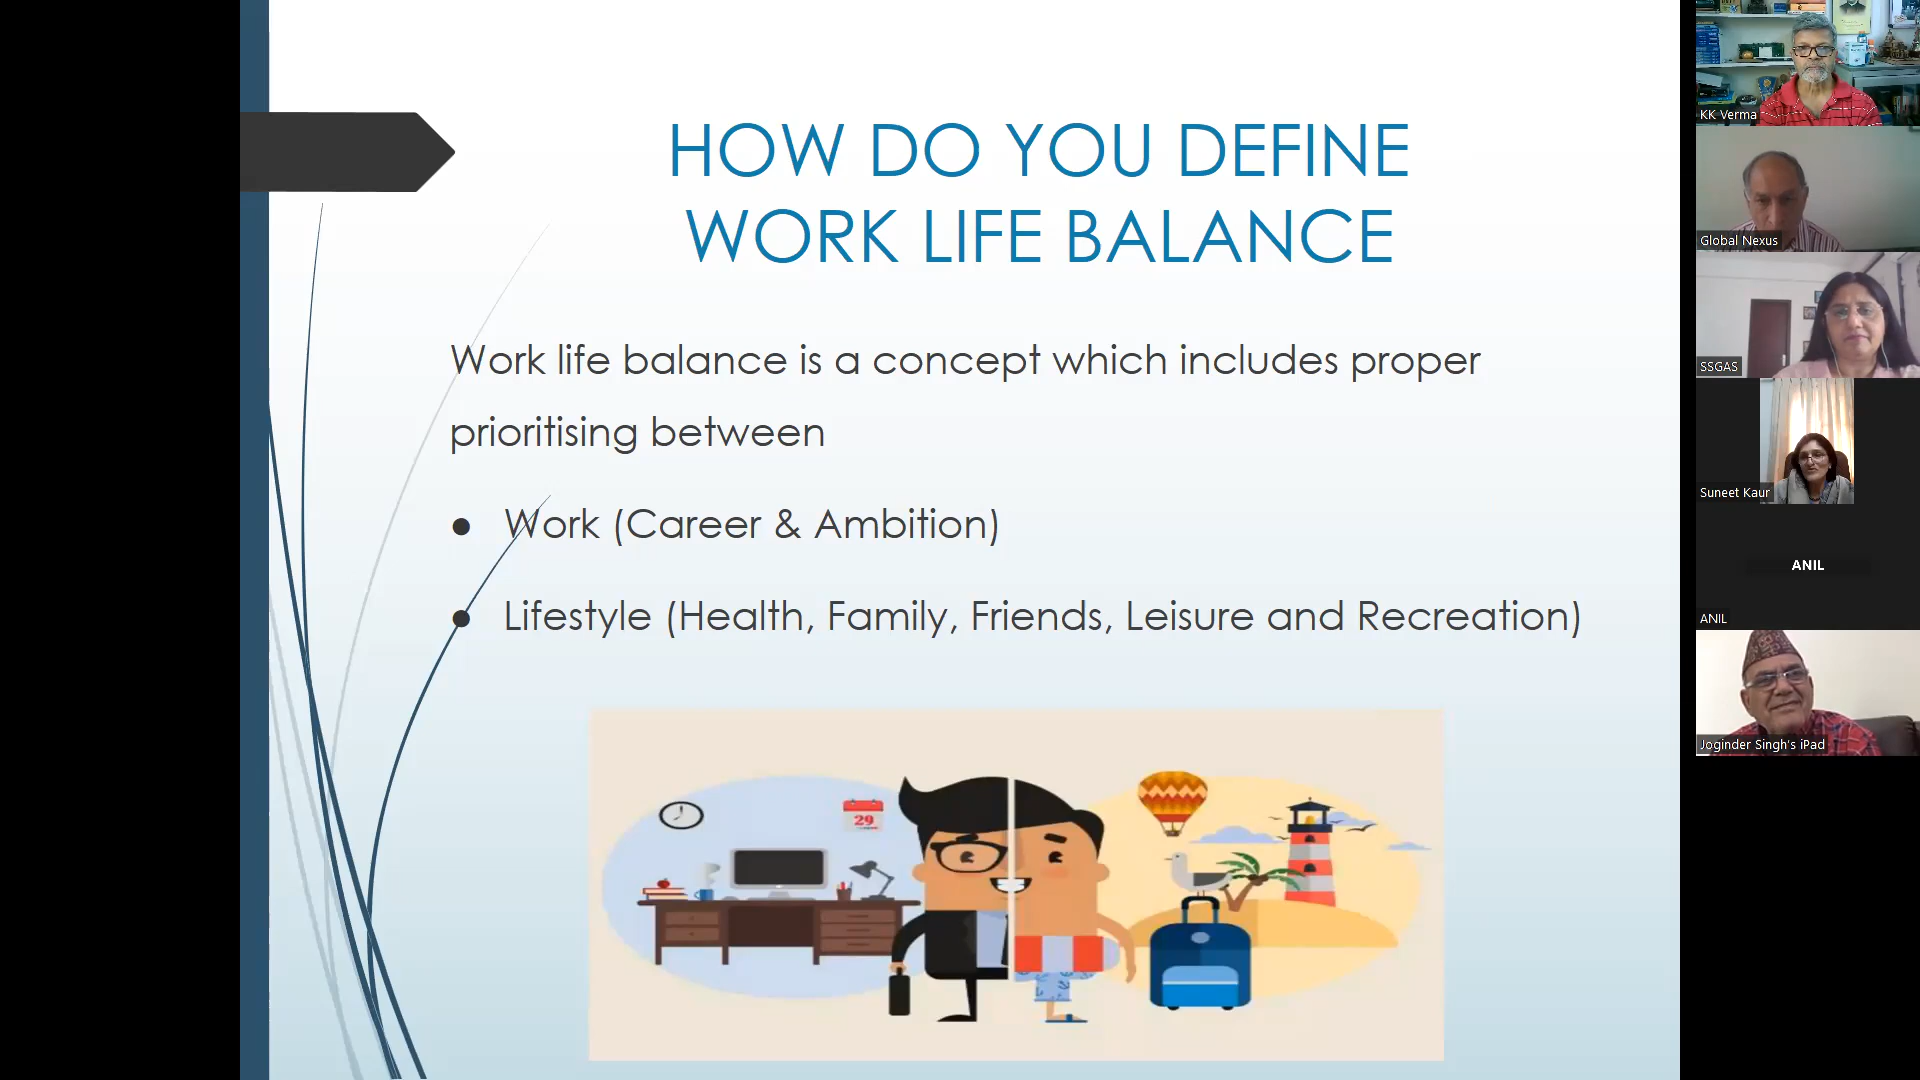 HOW DO YOU DEFINE
WORK LIFE BALANCE
Work life balance is a concept which includes proper
prioritising between
● Work (Career & Ambition)
● Lifestyle (Health, Family, Friends, Leisure and Recreation)
29
KK Verma
Global Nexus
SSGAS
Suneet Kaur
ANIL
ANIL
Joginder Singh's iPad